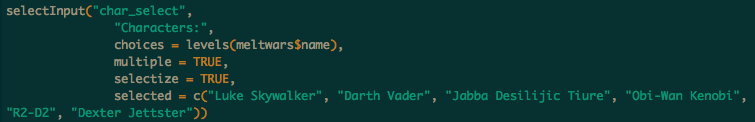 selectInput("char_select",
"Characters:",
choices = levels(meltwars$name),
multiple = TRUE,
selectize = TRUE,
selected = c("Luke Skywalker", "Darth Vader", "Jabba Desilijic Tiure", "Obi-Wan Kenobi",
"R2-D2", "Dexter Jettster"))